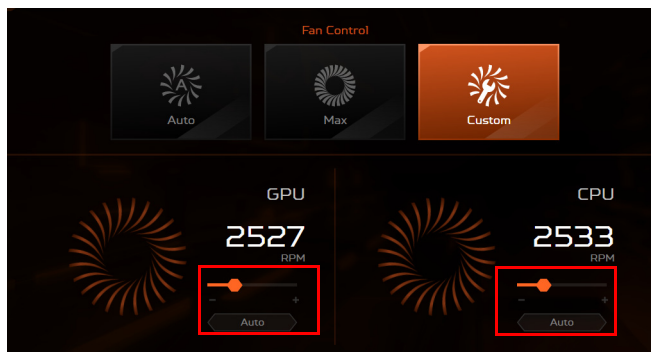 Fan Control
A
Auto
Max
Custom
GPU
2527
RPM
- +
Auto
CPU
2533
RPM
- +
Auto